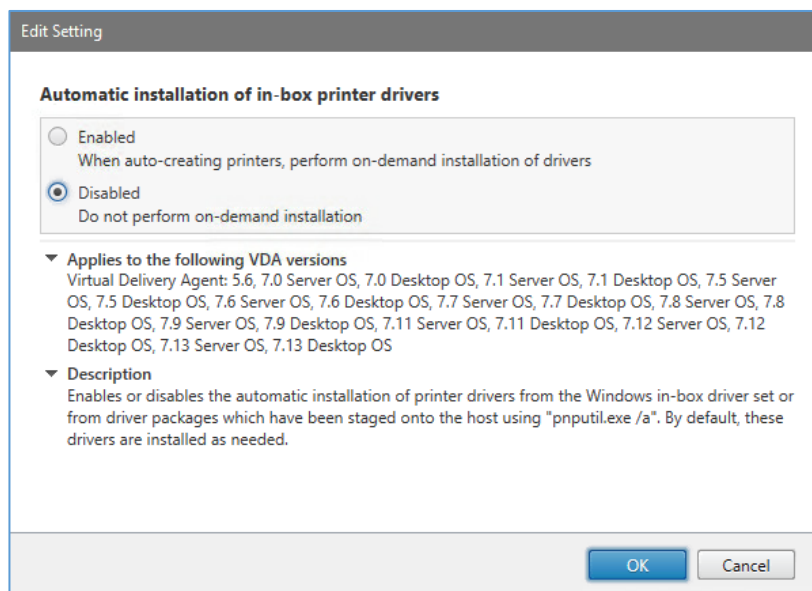 Edit Setting
Automatic installation of in-box printer drivers
Enabled
When auto-creating printers, perform on-demand installation of drivers
Disabled
Do not perform on-demand installation
Applies to the following VDA versions
Virtual Delivery Agent: 5.6, 7.0 Server OS, 7.0 Desktop OS, 7.1 Server OS, 7.1 Desktop OS, 7.5 Server
OS, 7.5 Desktop OS, 7.6 Server OS, 7.6 Desktop OS, 7.7 Server OS, 7.7 Desktop OS, 7.8 Server OS, 7.8
Desktop OS, 7.9 Server OS, 7.9 Desktop OS, 7.11 Server OS, 7.11 Desktop OS, 7.12 Server OS, 7.12
Desktop OS, 7.13 Server OS, 7.13 Desktop OS
Description
Enables or disables the automatic installation of printer drivers from the Windows in-box driver set or
from driver packages which have been staged onto the host using "pnputil.exe /a". By default, these
drivers are installed as needed.
OK
Cancel